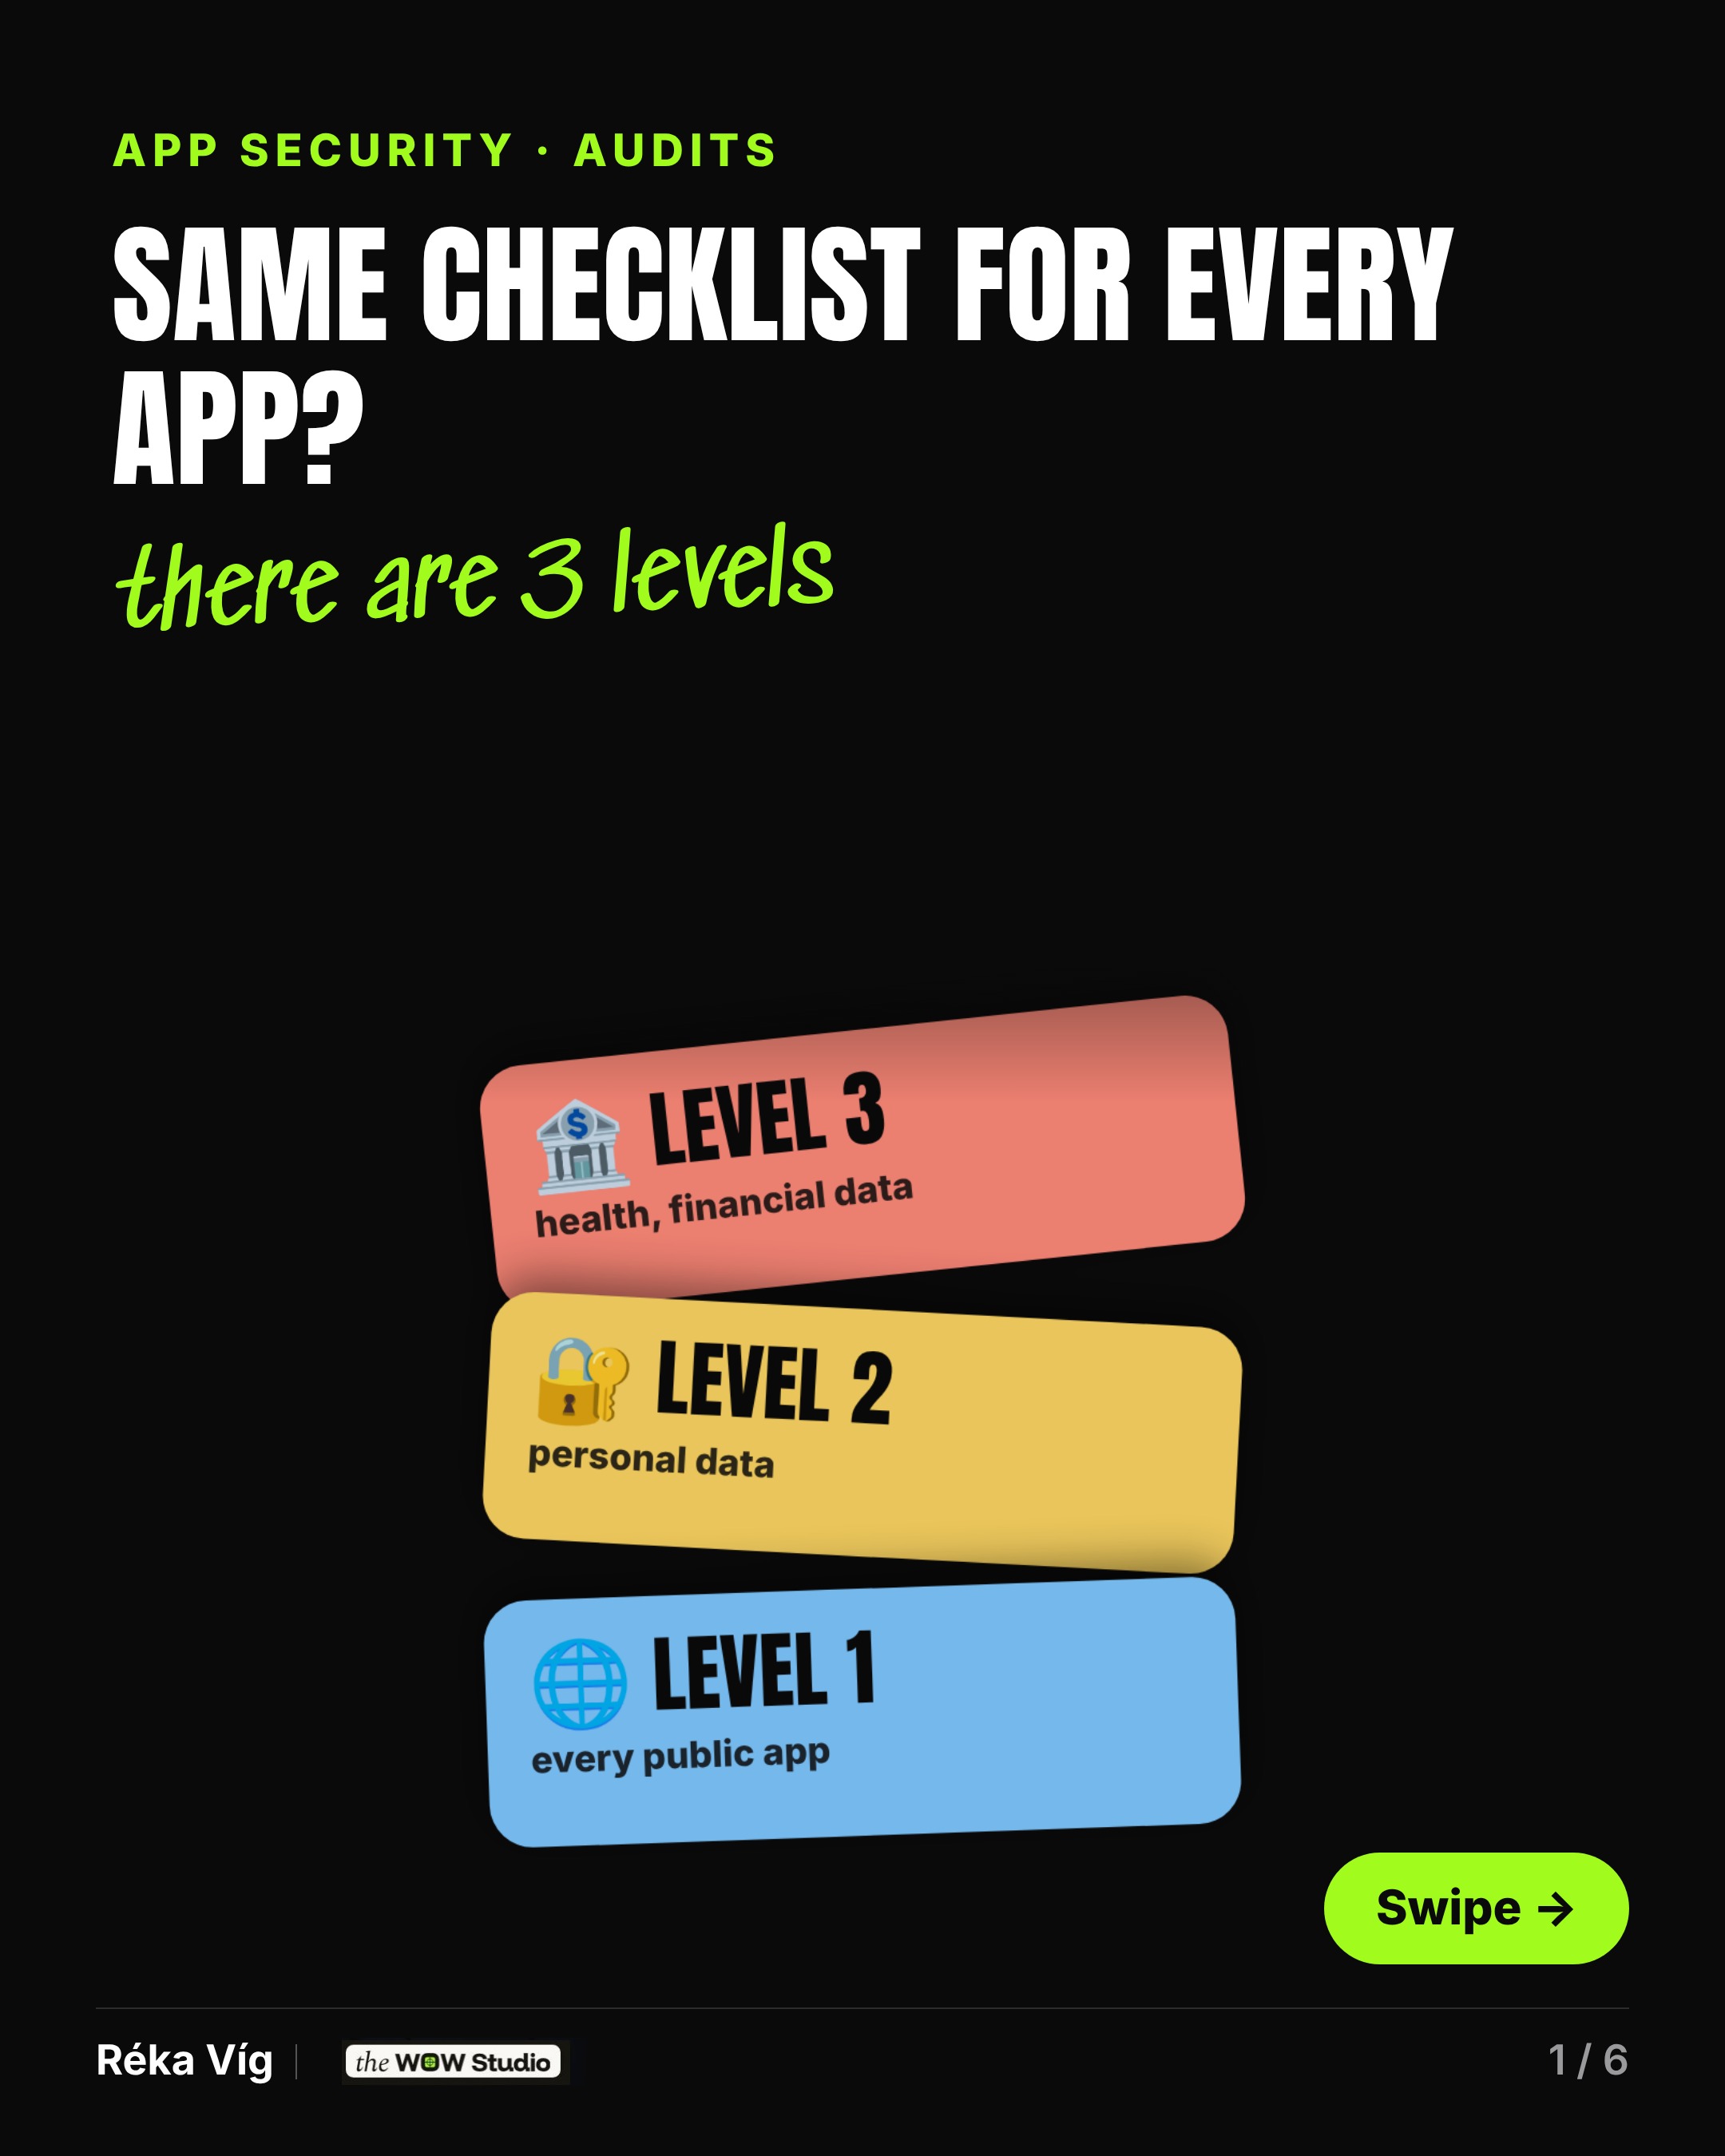 APP SECURITY · AUDITS
SAME CHECKLIST FOR EVERY
APP?
there are 3 levels
LEVEL 3
health, financial data
LEVEL 2
personal data
LEVEL 1
every public app
Swipe →
Réka Víg
the WOW Studio
1 / 6